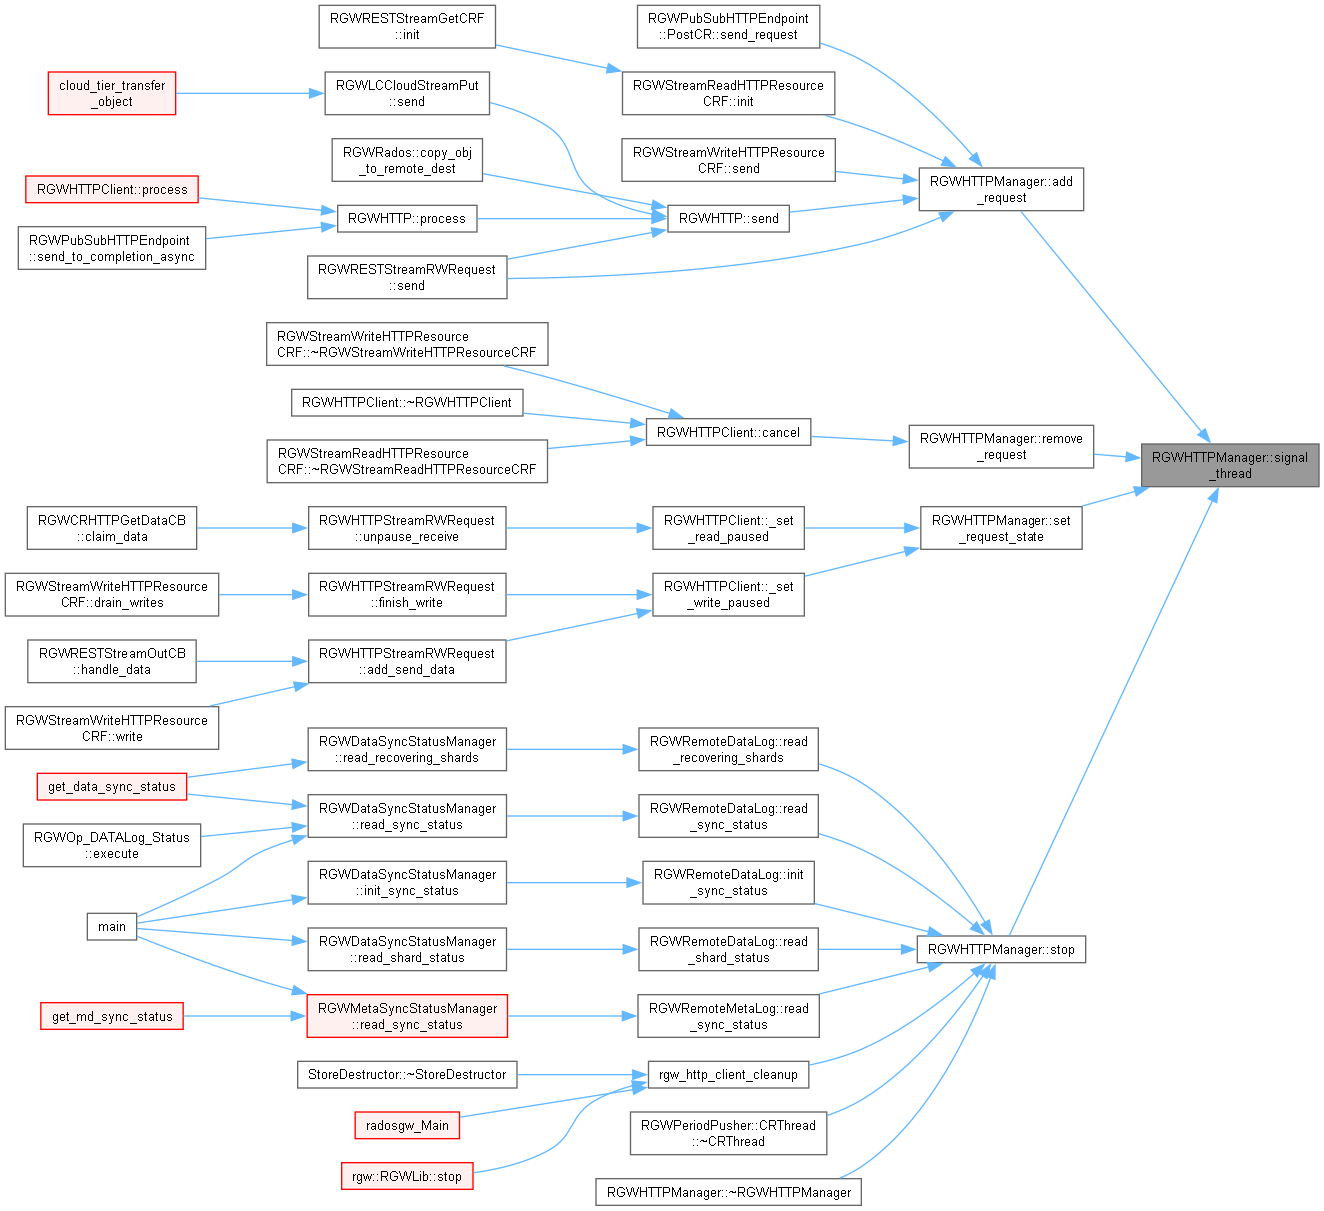 RGWRESTStreamGetCRF
::init
RGWPubSubHTTPEndpoint
::PostCR::send_request
cloud_tier_transfer
_object
RGWLCCloudStreamPut
::send
RGWStreamReadHTTPResource
CRF::init
RGWRados::copy_obj
_to_remote_dest
RGWStreamWriteHTTPResource
CRF::send
RGWHTTPManager::add
_request
RGWHTTPClient::process
RGWHTTP::process
RGWHTTP::send
RGWPubSubHTTPEndpoint
::send_to_completion_async
RGWRESTStreamRWRequest
::send
RGWStreamWriteHTTPResource
CRF::~RGWStreamWriteHTTPResourceCRF
RGWHTTPClient::~RGWHTTPClient
RGWHTTPClient::cancel
RGWHTTPManager::remove
_request
RGWStreamReadHTTPResource
CRF::~RGWStreamReadHTTPResourceCRF
RGWHTTPManager::signal
_thread
RGWCRHTTPGetDataCB
::claim_data
RGWHTTPStreamRWRequest
::unpause_receive
RGWHTTPClient::_set
_read_paused
RGWHTTPManager::set
_request_state
RGWStreamWriteHTTPResource
CRF::drain_writes
RGWHTTPStreamRWRequest
::finish_write
RGWHTTPClient::_set
_write_paused
RGWRESTStreamOutCB
::handle_data
RGWHTTPStreamRWRequest
::add_send_data
RGWStreamWriteHTTPResource
CRF::write
RGWDataSyncStatusManager
::read_recovering_shards
RGWRemoteDataLog::read
_recovering_shards
get_data_sync_status
RGWDataSyncStatusManager
::read_sync_status
RGWRemoteDataLog::read
_sync_status
RGWOp_DATALog_Status
::execute
RGWDataSyncStatusManager
::init_sync_status
RGWRemoteDataLog::init
_sync_status
main
RGWDataSyncStatusManager
::read_shard_status
RGWRemoteDataLog::read
_shard_status
RGWHTTPManager::stop
get_md_sync_status
RGWMetaSyncStatusManager
::read_sync_status
RGWRemoteMetaLog::read
_sync_status
StoreDestructor::~StoreDestructor
rgw_http_client_cleanup
radosgw_Main
RGWPeriodPusher::CRThread
::~CRThread
rgw::RGWLib::stop
RGWHTTPManager::~RGWHTTPManager